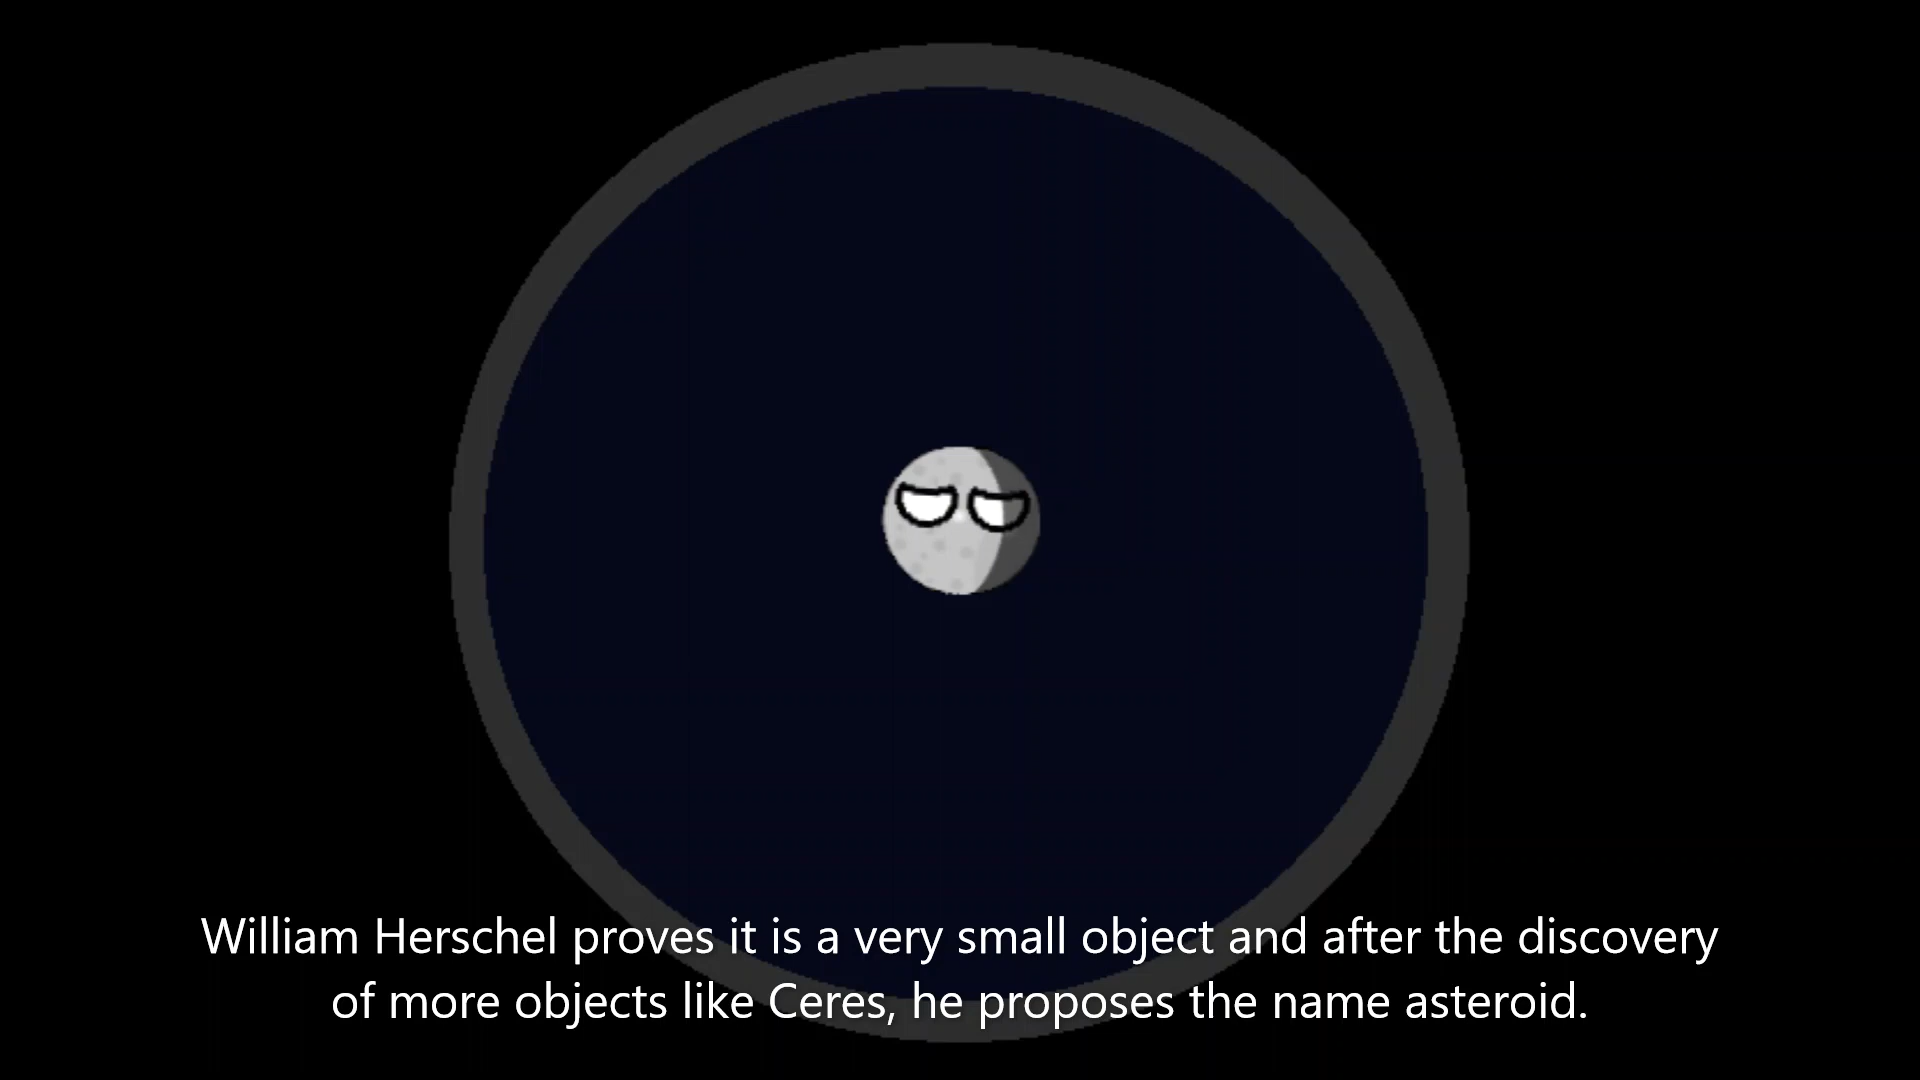 William Herschel proves it is a very small object and after the discovery
of more objects like Ceres, he proposes the name asteroid.